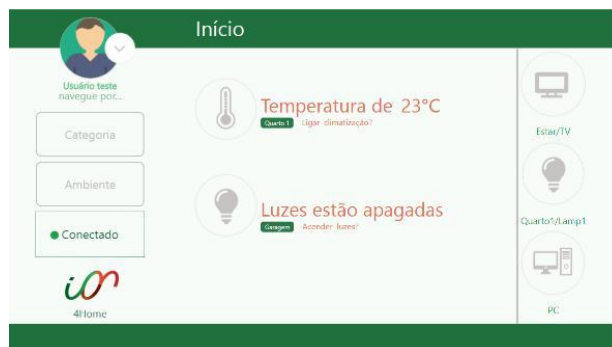 Início
Usuário teste
navegue por...
Categoria
Ambiente
Conectado
4Home
Temperatura de 23°C
Quarto 1 Ligar climatização?
Luzes estão apagadas
Garagem Acender luzes?
Estar/TV
Quarto1/Lamp1
PC